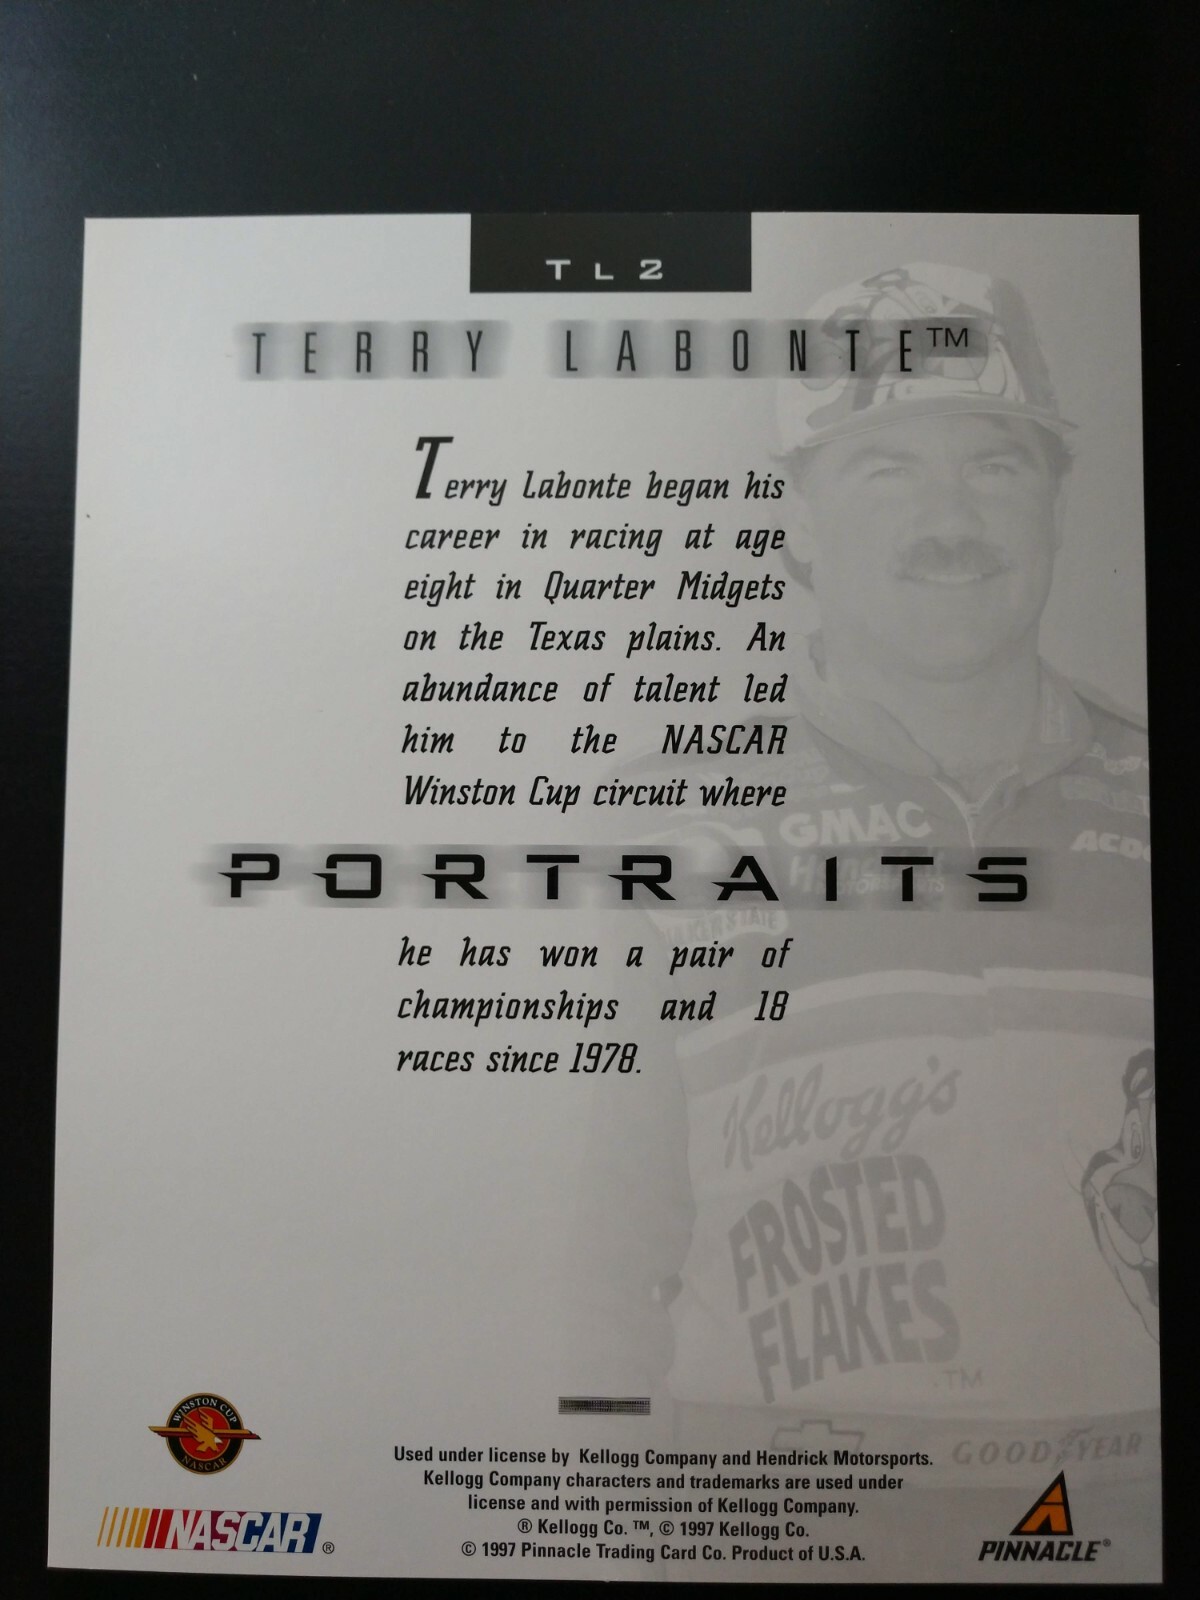 TL2
TERRY LABONTE™
Terry Labonte began his
career in racing at age
eight in Quarter Midgets
on the Texas plains. An
abundance of talent led
him to the NASCAR
Winston Cup circuit where
PORTRAITS
he has won a pair of
championships and 18
races since 1978.
GMAC
ACDe
Kellogg's
FROSTED
FLAKES
.TM
GOODYEAR
WINSTON CUP
NASCAR
NASCAR®
Used under license by Kellogg Company and Hendrick Motorsports.
Kellogg Company characters and trademarks are used under
license and with permission of Kellogg Company.
® Kellogg Co. ™, © 1997 Kellogg Co.
© 1997 Pinnacle Trading Card Co. Product of U.S.A.
PINNACLE®